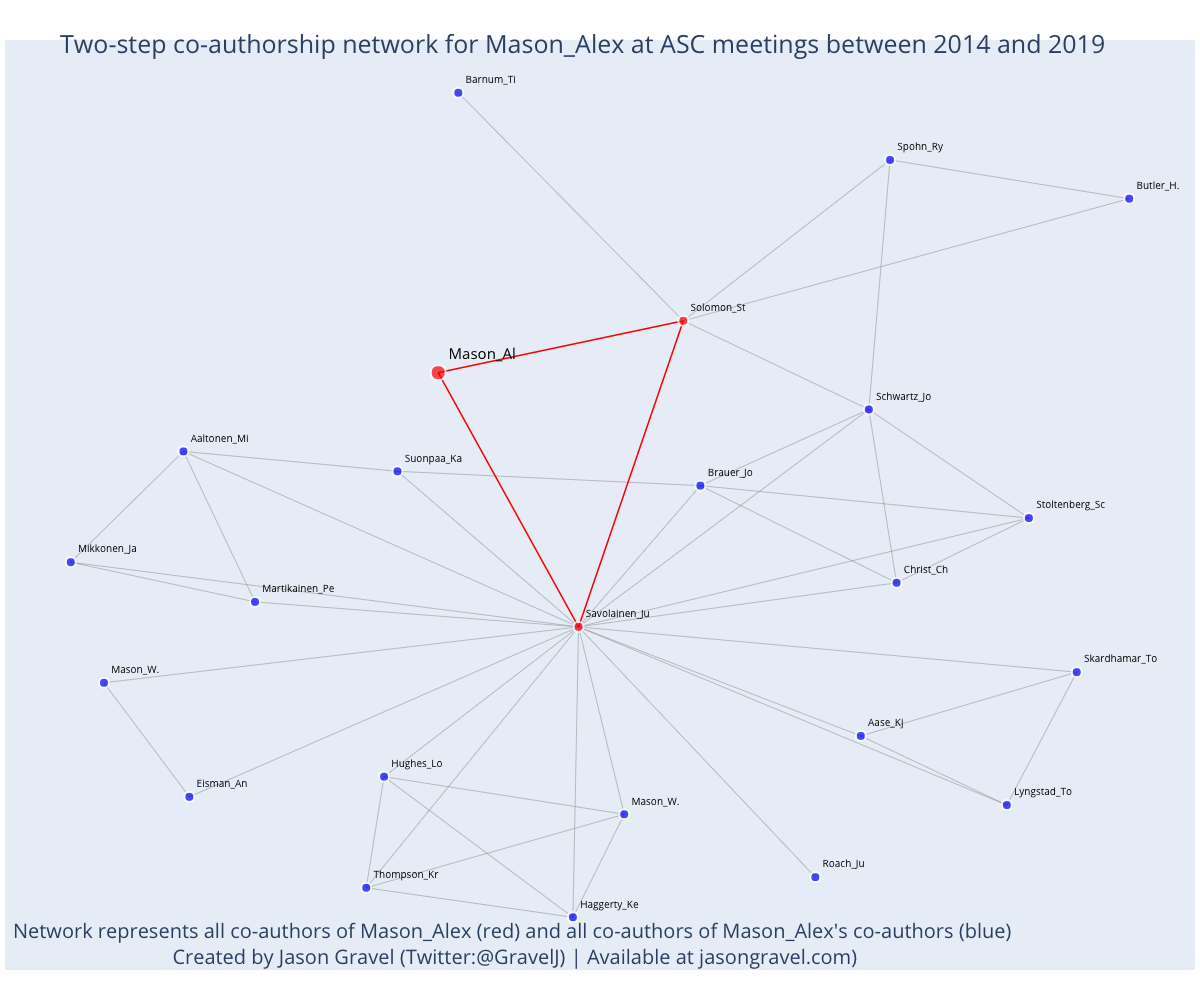 Two-step co-authorship network for Mason_Alex at ASC meetings between 2014 and 2019
Barnum_Ti
Spohn_Ry
Butler_H.
Solomon_St
Mason_Al
Schwartz_Jo
Aaltonen_Mi
Suonpaa_Ka
Brauer_Jo
Stoltenberg_Sc
Mikkonen_Ja
Christ_Ch
Martikainen_Pe
Savolainen_Ju
Mason_W.
Skardhamar_To
Aase_Kj
Hughes_Lo
Eisman_An
Lyngstad_To
Mason_W.
Roach_Ju
Thompson_Kr
Haggerty_Ke
Network represents all co-authors of Mason_Alex (red) and all co-authors of Mason_Alex's co-authors (blue)
Created by Jason Gravel (Twitter:@GravelJ) | Available at jasongravel.com)